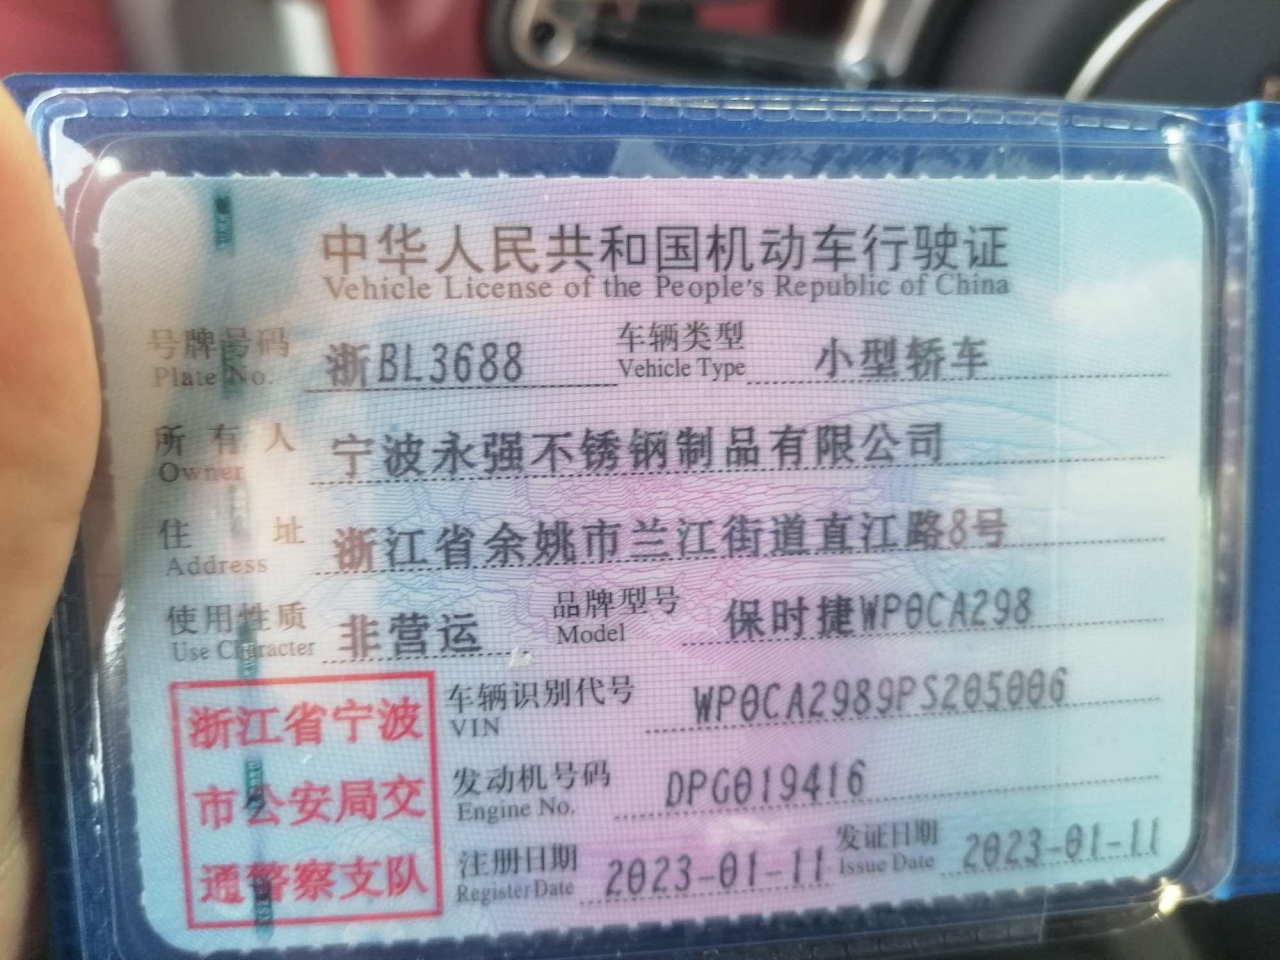 中华人民共和国机动车行驶证
Vehicle License of the People's Republic of China
号牌号码 浙BL3688 车辆类型 小型轿车
Plate No. Vehicle Type
所有人 宁波永强不锈钢制品有限公司
Owner
住址 浙江省余姚市兰江街道直江路8号
Address
使用性质 非营运 品牌型号 保时捷WP0CA298
Use Character Model
浙江省宁波
市公安局交
通警察支队
车辆识别代号 WP0CA2989PS205006
VIN
发动机号码 DPG019416
Engine No.
注册日期 2023-01-11 发证日期 2023-01-11
Register Date Issue Date